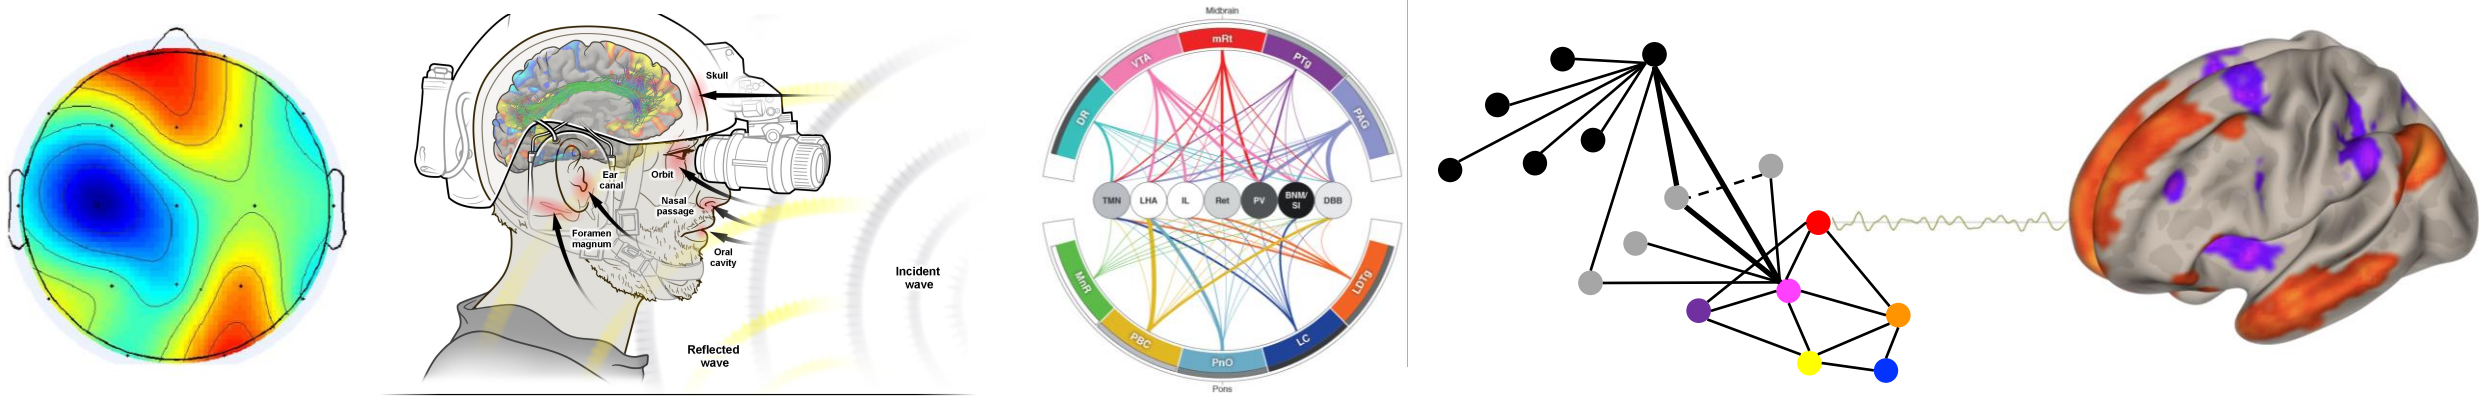 Skull
Ear
canal
Orbit
Nasal
passage
Foramen
magnum
Oral
cavity
Incident
wave
Reflected
wave
Midbrain
mRt
VTA
PTg
DR
PAG
TMN
LHA
IL
Ret
PV
BNM/
SI
DBB
MnR
LDTg
PBC
LC
PnO
Pons